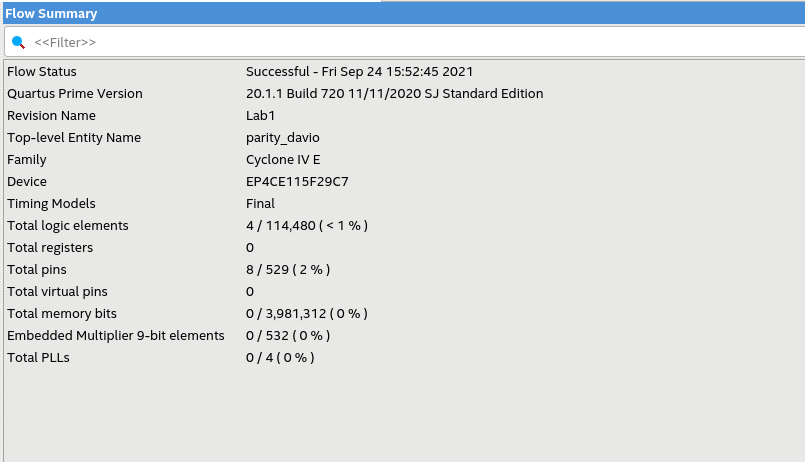 Flow Summary
<<Filter>>
Flow Status Successful - Fri Sep 24 15:52:45 2021
Quartus Prime Version 20.1.1 Build 720 11/11/2020 SJ Standard Edition
Revision Name Lab1
Top-level Entity Name parity_davio
Family Cyclone IV E
Device EP4CE115F29C7
Timing Models Final
Total logic elements 4 / 114,480 ( < 1 % )
Total registers 0
Total pins 8 / 529 ( 2 % )
Total virtual pins 0
Total memory bits 0 / 3,981,312 ( 0 % )
Embedded Multiplier 9-bit elements 0 / 532 ( 0 % )
Total PLLs 0 / 4 ( 0 % )